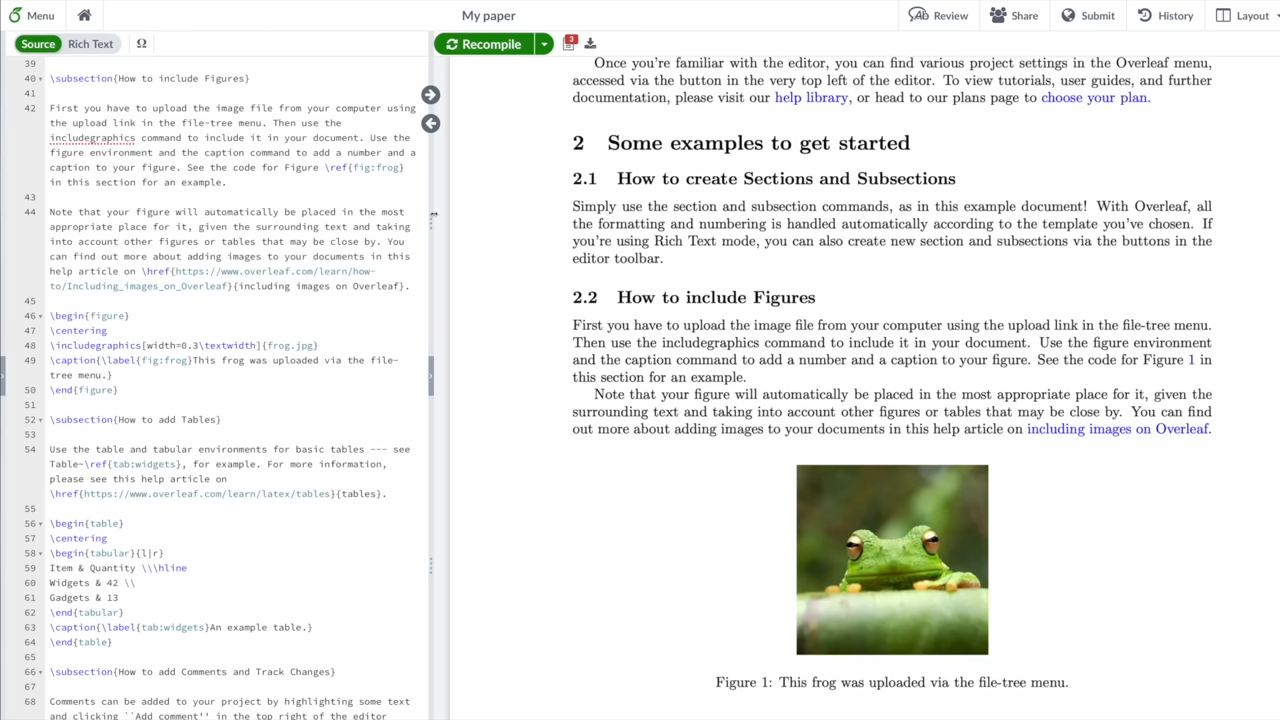 Menu
My paper
Review
Share
Submit
History
Layout
Source
Rich Text
Ω
Recompile
3
39
40 \subsection{How to include Figures}
41
42 First you have to upload the image file from your computer using
the upload link in the file-tree menu. Then use the
includegraphics command to include it in your document. Use the
figure environment and the caption command to add a number and a
caption to your figure. See the code for Figure \ref{fig:frog}
in this section for an example.
43
44 Note that your figure will automatically be placed in the most
appropriate place for it, given the surrounding text and taking
into account other figures or tables that may be close by. You
can find out more about adding images to your documents in this
help article on \href{https://www.overleaf.com/learn/how-
to/Including_images_on_Overleaf}{including images on Overleaf}.
45
46 \begin{figure}
47 \centering
48 \includegraphics[width=0.3\textwidth]{frog.jpg}
49 \caption{\label{fig:frog}This frog was uploaded via the file-
tree menu.}
50 \end{figure}
51
52 \subsection{How to add Tables}
53
54 Use the table and tabular environments for basic tables --- see
Table~\ref{tab:widgets}, for example. For more information,
please see this help article on
\href{https://www.overleaf.com/learn/latex/tables}{tables}.
55
56 \begin{table}
57 \centering
58 \begin{tabular}{l|r}
59 Item & Quantity \\\hline
60 Widgets & 42 \\
61 Gadgets & 13
62 \end{tabular}
63 \caption{\label{tab:widgets}An example table.}
64 \end{table}
65
66 \subsection{How to add Comments and Track Changes}
67
68 Comments can be added to your project by highlighting some text
and clicking ``Add comment'' in the top right of the editor
Once you're familiar with the editor, you can find various project settings in the Overleaf menu,
accessed via the button in the very top left of the editor. To view tutorials, user guides, and further
documentation, please visit our help library, or head to our plans page to choose your plan.
2 Some examples to get started
2.1 How to create Sections and Subsections
Simply use the section and subsection commands, as in this example document! With Overleaf, all
the formatting and numbering is handled automatically according to the template you've chosen. If
you're using Rich Text mode, you can also create new section and subsections via the buttons in the
editor toolbar.
2.2 How to include Figures
First you have to upload the image file from your computer using the upload link in the file-tree menu.
Then use the includegraphics command to include it in your document. Use the figure environment
and the caption command to add a number and a caption to your figure. See the code for Figure 1 in
this section for an example.
Note that your figure will automatically be placed in the most appropriate place for it, given the
surrounding text and taking into account other figures or tables that may be close by. You can find
out more about adding images to your documents in this help article on including images on Overleaf.
Figure 1: This frog was uploaded via the file-tree menu.